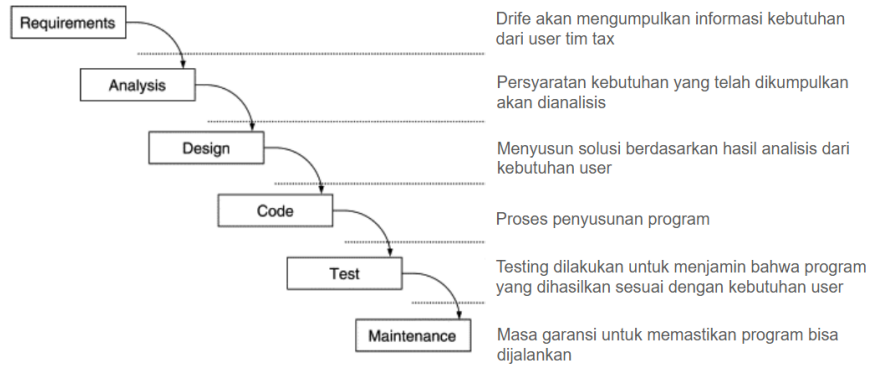 Requirements
Drife akan mengumpulkan informasi kebutuhan
dari user tim tax
Analysis
Persyaratan kebutuhan yang telah dikumpulkan
akan dianalisis
Design
Menyusun solusi berdasarkan hasil analisis dari
kebutuhan user
Code
Proses penyusunan program
Test
Testing dilakukan untuk menjamin bahwa program
yang dihasilkan sesuai dengan kebutuhan user
Maintenance
Masa garansi untuk memastikan program bisa
dijalankan